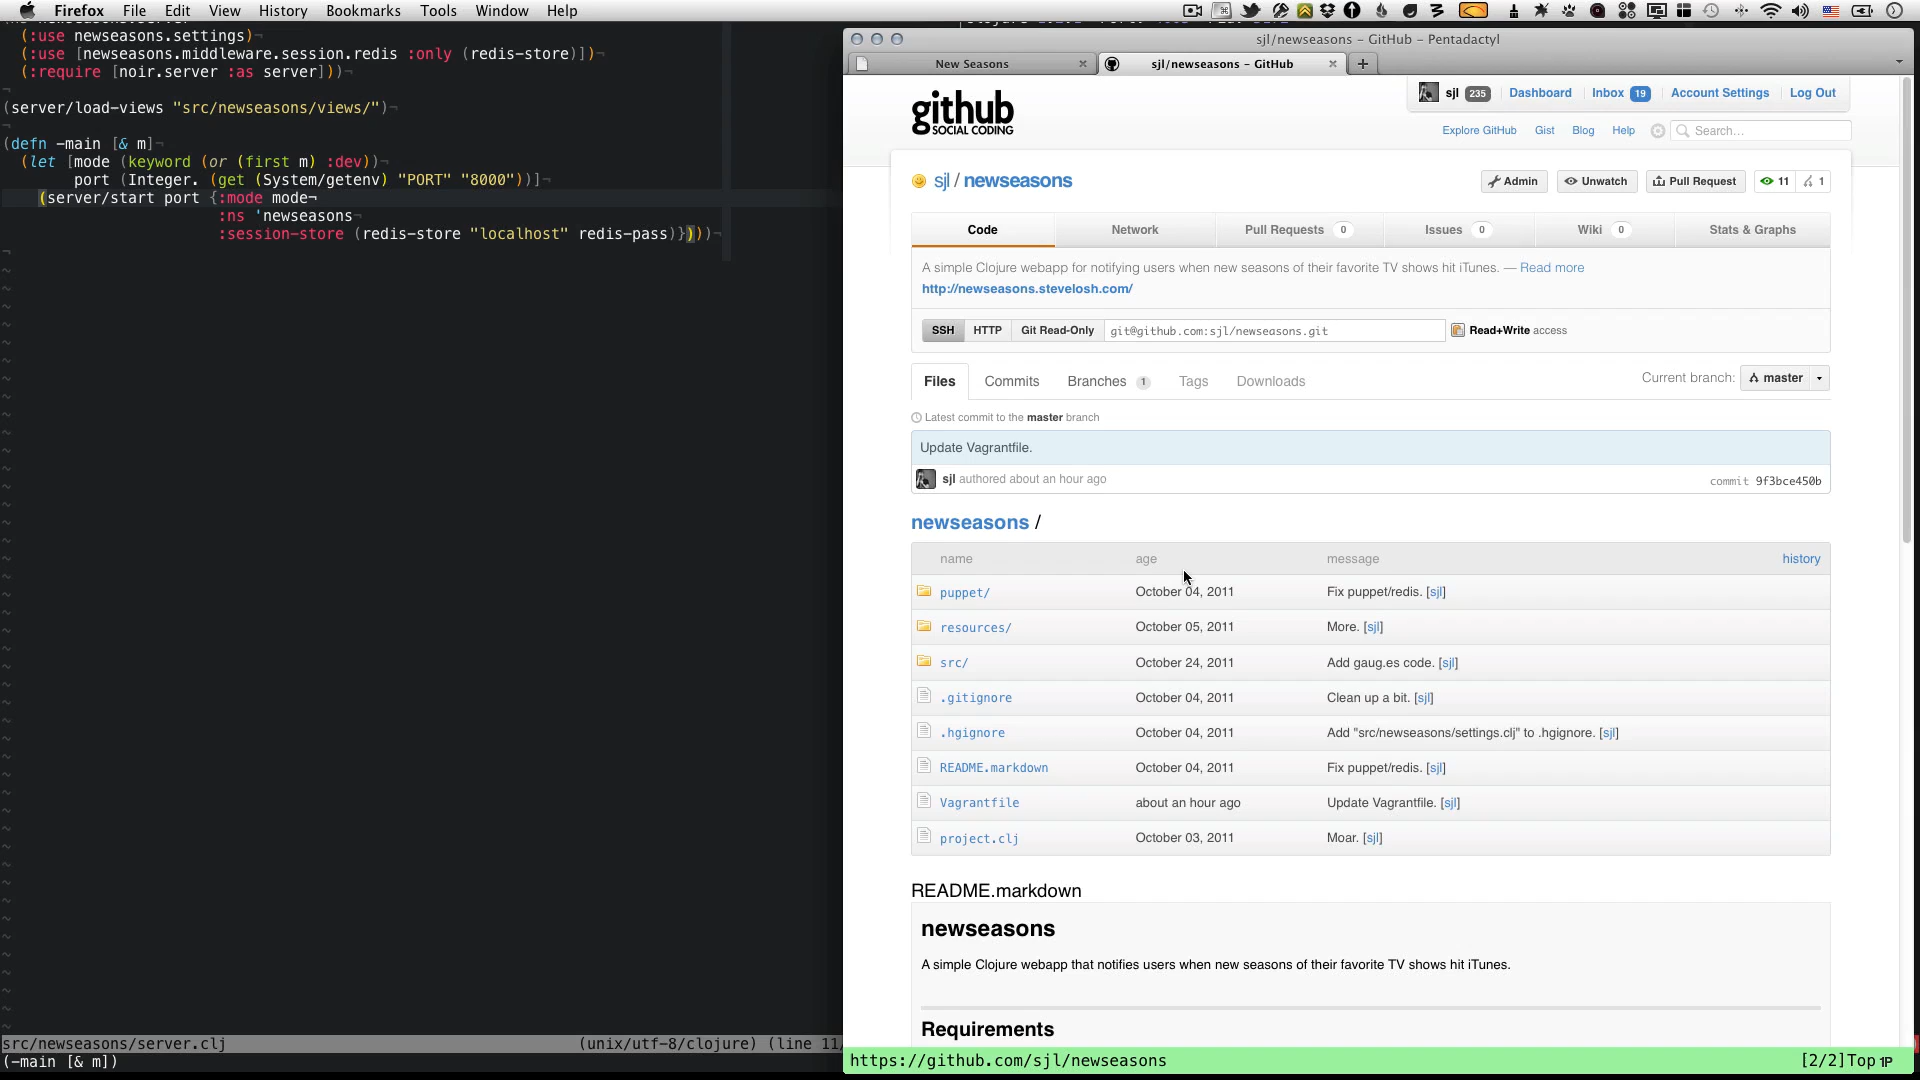 Firefox File Edit View History Bookmarks Tools Window Help
(:use newseasons.settings)¬
(:use [newseasons.middleware.session.redis :only (redis-store)])¬
(:require [noir.server :as server]))¬
¬
(server/load-views "src/newseasons/views/")¬
¬
(defn -main [& m]¬
(let [mode (keyword (or (first m) :dev))¬
port (Integer. (get (System/getenv) "PORT" "8000"))]¬
(server/start port {:mode mode¬
:ns 'newseasons¬
:session-store (redis-store "localhost" redis-pass)})))¬
¬
src/newseasons/server.clj (unix/utf-8/clojure) (line 11/
(-main [& m])
sjl/newseasons – GitHub – Pentadactyl
New Seasons
sjl/newseasons – GitHub
github
SOCIAL CODING
sjl 235 Dashboard Inbox 19 Account Settings Log Out
Explore GitHub Gist Blog Help Search...
sjl / newseasons
Admin Unwatch Pull Request 11 1
Code Network Pull Requests 0 Issues 0 Wiki 0 Stats & Graphs
A simple Clojure webapp for notifying users when new seasons of their favorite TV shows hit iTunes. — Read more
http://newseasons.stevelosh.com/
SSH HTTP Git Read-Only git@github.com:sjl/newseasons.git Read+Write access
Files Commits Branches 1 Tags Downloads Current branch: master
Latest commit to the master branch
Update Vagrantfile.
sjl authored about an hour ago commit 9f3bce450b
newseasons /
name age message history
puppet/ October 04, 2011 Fix puppet/redis. [sjl]
resources/ October 05, 2011 More. [sjl]
src/ October 24, 2011 Add gaug.es code. [sjl]
.gitignore October 04, 2011 Clean up a bit. [sjl]
.hgignore October 04, 2011 Add "src/newseasons/settings.clj" to .hgignore. [sjl]
README.markdown October 04, 2011 Fix puppet/redis. [sjl]
Vagrantfile about an hour ago Update Vagrantfile. [sjl]
project.clj October 03, 2011 Moar. [sjl]
README.markdown
newseasons
A simple Clojure webapp that notifies users when new seasons of their favorite TV shows hit iTunes.
Requirements
https://github.com/sjl/newseasons [2/2]Top 1P